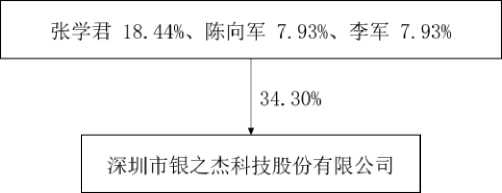 张学君 18.44%、陈向军 7.93%、李军 7.93%
34.30%
深圳市银之杰科技股份有限公司